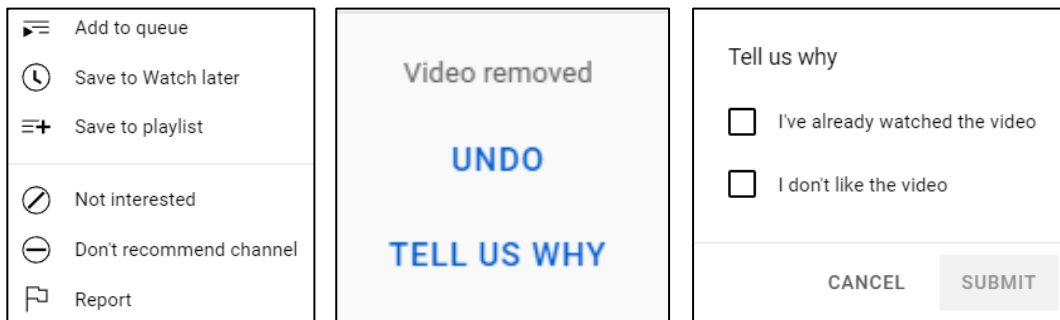 Add to queue
Save to Watch later
Save to playlist
Not interested
Don't recommend channel
Report
Video removed
UNDO
TELL US WHY
Tell us why
I've already watched the video
I don't like the video
CANCEL SUBMIT